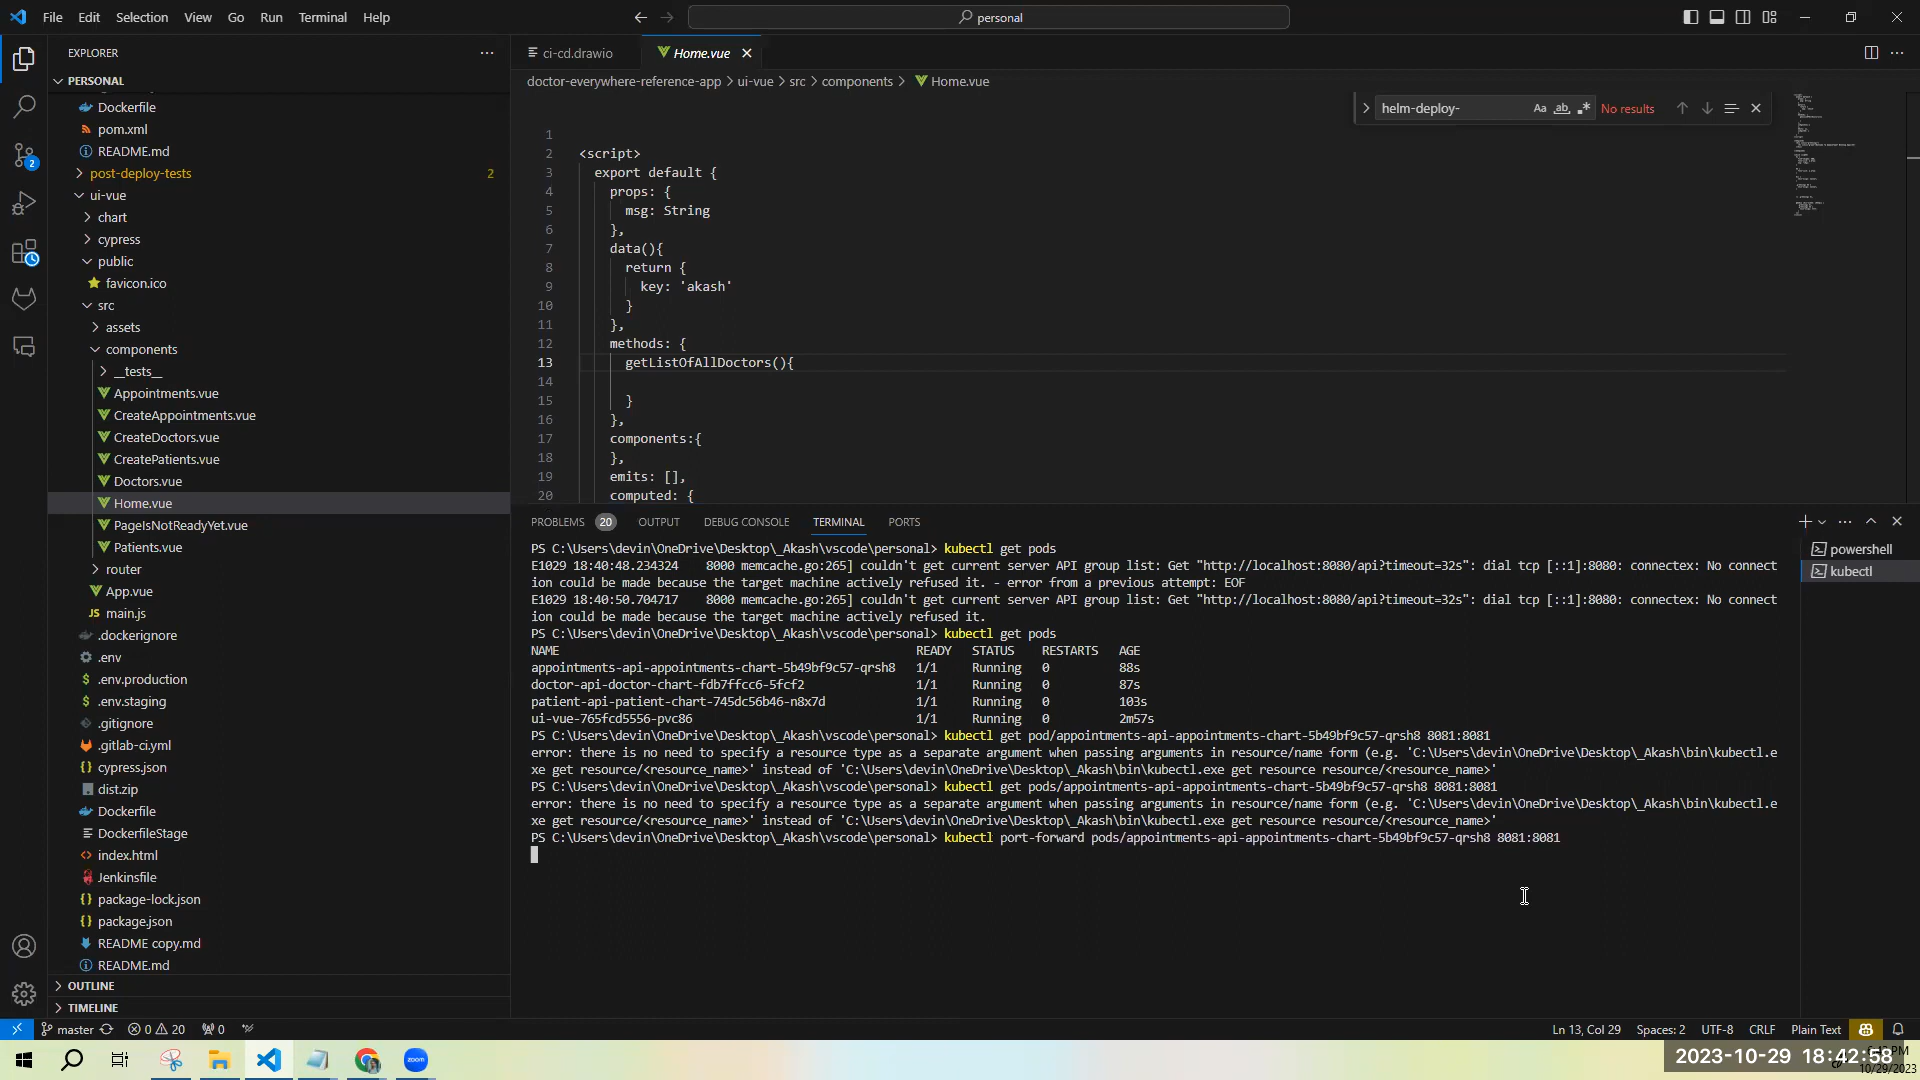 File Edit Selection View Go Run Terminal Help
personal
EXPLORER
PERSONAL
Dockerfile
pom.xml
README.md
post-deploy-tests 2
ui-vue
chart
cypress
public
favicon.ico
src
assets
components
__tests__
Appointments.vue
CreateAppointments.vue
CreateDoctors.vue
CreatePatients.vue
Doctors.vue
Home.vue
PageIsNotReadyYet.vue
Patients.vue
router
App.vue
JS main.js
.dockerignore
.env
$ .env.production
$ .env.staging
.gitignore
.gitlab-ci.yml
{} cypress.json
dist.zip
Dockerfile
DockerfileStage
<> index.html
Jenkinsfile
{} package-lock.json
{} package.json
README copy.md
README.md
OUTLINE
TIMELINE
2
ci-cd.drawio
Home.vue
doctor-everywhere-reference-app > ui-vue > src > components > Home.vue
helm-deploy- Aa ab .* No results
1
2 <script>
3 export default {
4 props: {
5 msg: String
6 },
7 data(){
8 return {
9 key: 'akash'
10 }
11 },
12 methods: {
13 getListOfAllDoctors(){
14
15 }
16 },
17 components:{
18 },
19 emits: [],
20 computed: {
PROBLEMS 20 OUTPUT DEBUG CONSOLE TERMINAL PORTS
powershell
kubectl
PS C:\Users\devin\OneDrive\Desktop\_Akash\vscode\personal> kubectl get pods
E1029 18:40:48.234324 8000 memcache.go:265] couldn't get current server API group list: Get "http://localhost:8080/api?timeout=32s": dial tcp [::1]:8080: connectex: No connect
ion could be made because the target machine actively refused it. - error from a previous attempt: EOF
E1029 18:40:50.704717 8000 memcache.go:265] couldn't get current server API group list: Get "http://localhost:8080/api?timeout=32s": dial tcp [::1]:8080: connectex: No connect
ion could be made because the target machine actively refused it.
PS C:\Users\devin\OneDrive\Desktop\_Akash\vscode\personal> kubectl get pods
NAME READY STATUS RESTARTS AGE
appointments-api-appointments-chart-5b49bf9c57-qrsh8 1/1 Running 0 88s
doctor-api-doctor-chart-fdb7ffcc6-5fcf2 1/1 Running 0 87s
patient-api-patient-chart-745dc56b46-n8x7d 1/1 Running 0 103s
ui-vue-765fcd5556-pvc86 1/1 Running 0 2m57s
PS C:\Users\devin\OneDrive\Desktop\_Akash\vscode\personal> kubectl get pod/appointments-api-appointments-chart-5b49bf9c57-qrsh8 8081:8081
error: there is no need to specify a resource type as a separate argument when passing arguments in resource/name form (e.g. 'C:\Users\devin\OneDrive\Desktop\_Akash\bin\kubectl.e
xe get resource/<resource_name>' instead of 'C:\Users\devin\OneDrive\Desktop\_Akash\bin\kubectl.exe get resource resource/<resource_name>'
PS C:\Users\devin\OneDrive\Desktop\_Akash\vscode\personal> kubectl get pods/appointments-api-appointments-chart-5b49bf9c57-qrsh8 8081:8081
error: there is no need to specify a resource type as a separate argument when passing arguments in resource/name form (e.g. 'C:\Users\devin\OneDrive\Desktop\_Akash\bin\kubectl.e
xe get resource/<resource_name>' instead of 'C:\Users\devin\OneDrive\Desktop\_Akash\bin\kubectl.exe get resource resource/<resource_name>'
PS C:\Users\devin\OneDrive\Desktop\_Akash\vscode\personal> kubectl port-forward pods/appointments-api-appointments-chart-5b49bf9c57-qrsh8 8081:8081
master 0 20 0 Ln 13, Col 29 Spaces: 2 UTF-8 CRLF Plain Text
zoom
2023-10-29 18:42:58
10/29/2023